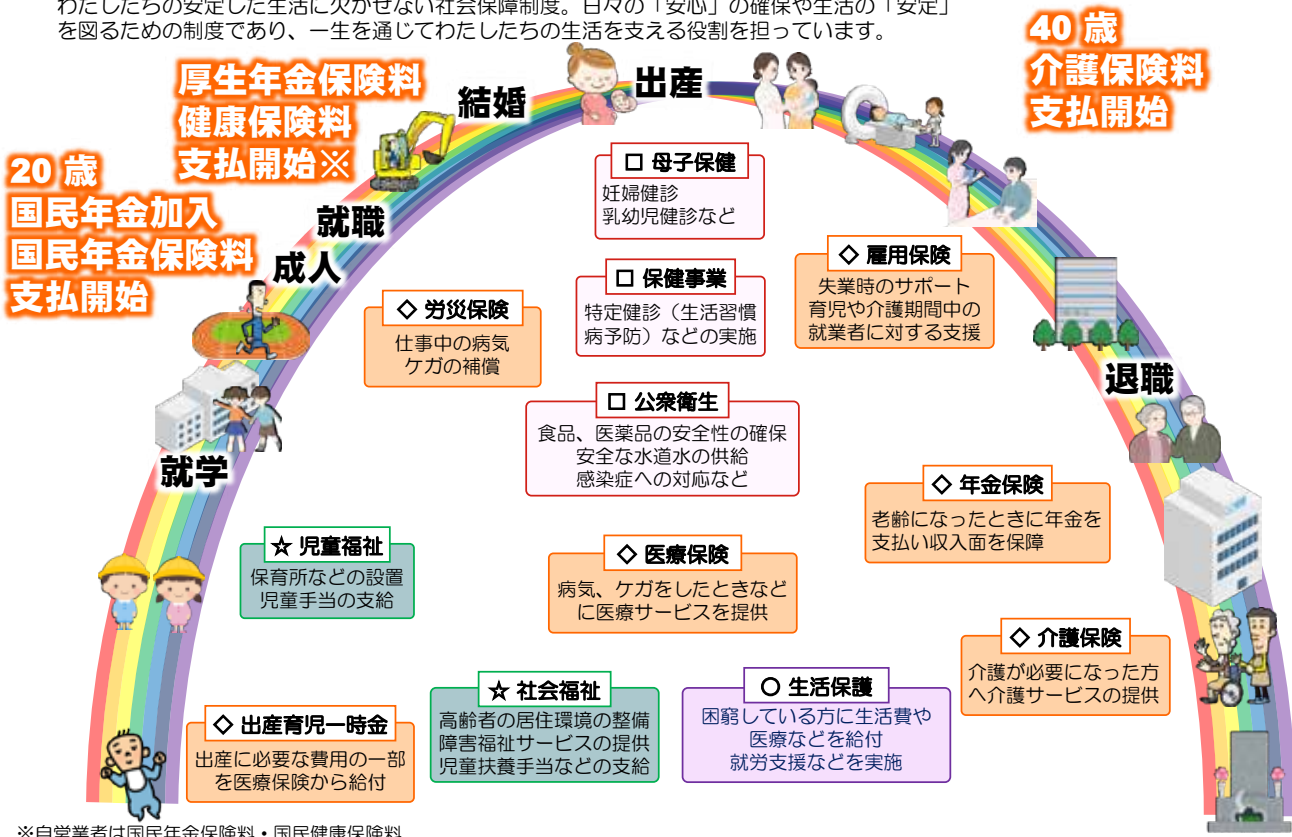 わたしたちの安定した生活に欠かせない社会保障制度。日々の「安心」の確保や生活の「安定」
を図るための制度であり、一生を通じてわたしたちの生活を支える役割を担っています。
40 歳
介護保険料
支払開始
厚生年金保険料
健康保険料
支払開始※
20 歳
国民年金加入
国民年金保険料
支払開始
出産
結婚
就職
成人
就学
退職
□ 母子保健
妊婦健診
乳幼児健診など
◇ 雇用保険
失業時のサポート
育児や介護期間中の
就業者に対する支援
□ 保健事業
特定健診（生活習慣
病予防）などの実施
◇ 労災保険
仕事中の病気
ケガの補償
□ 公衆衛生
食品、医薬品の安全性の確保
安全な水道水の供給
感染症への対応など
◇ 年金保険
老齢になったときに年金を
支払い収入面を保障
☆ 児童福祉
保育所などの設置
児童手当の支給
◇ 医療保険
病気、ケガをしたときなど
に医療サービスを提供
◇ 介護保険
介護が必要になった方
へ介護サービスの提供
☆ 社会福祉
高齢者の居住環境の整備
障害福祉サービスの提供
児童扶養手当などの支給
○ 生活保護
困窮している方に生活費や
医療などを給付
就労支援などを実施
◇ 出産育児一時金
出産に必要な費用の一部
を医療保険から給付
※自営業者は国民年金保険料・国民健康保険料